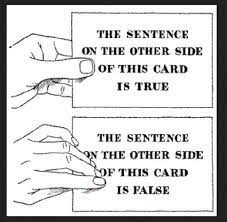 THE SENTENCE
ON THE OTHER SIDE
OF THIS CARD
IS TRUE
THE SENTENCE
ON THE OTHER SIDE
OF THIS CARD
IS FALSE